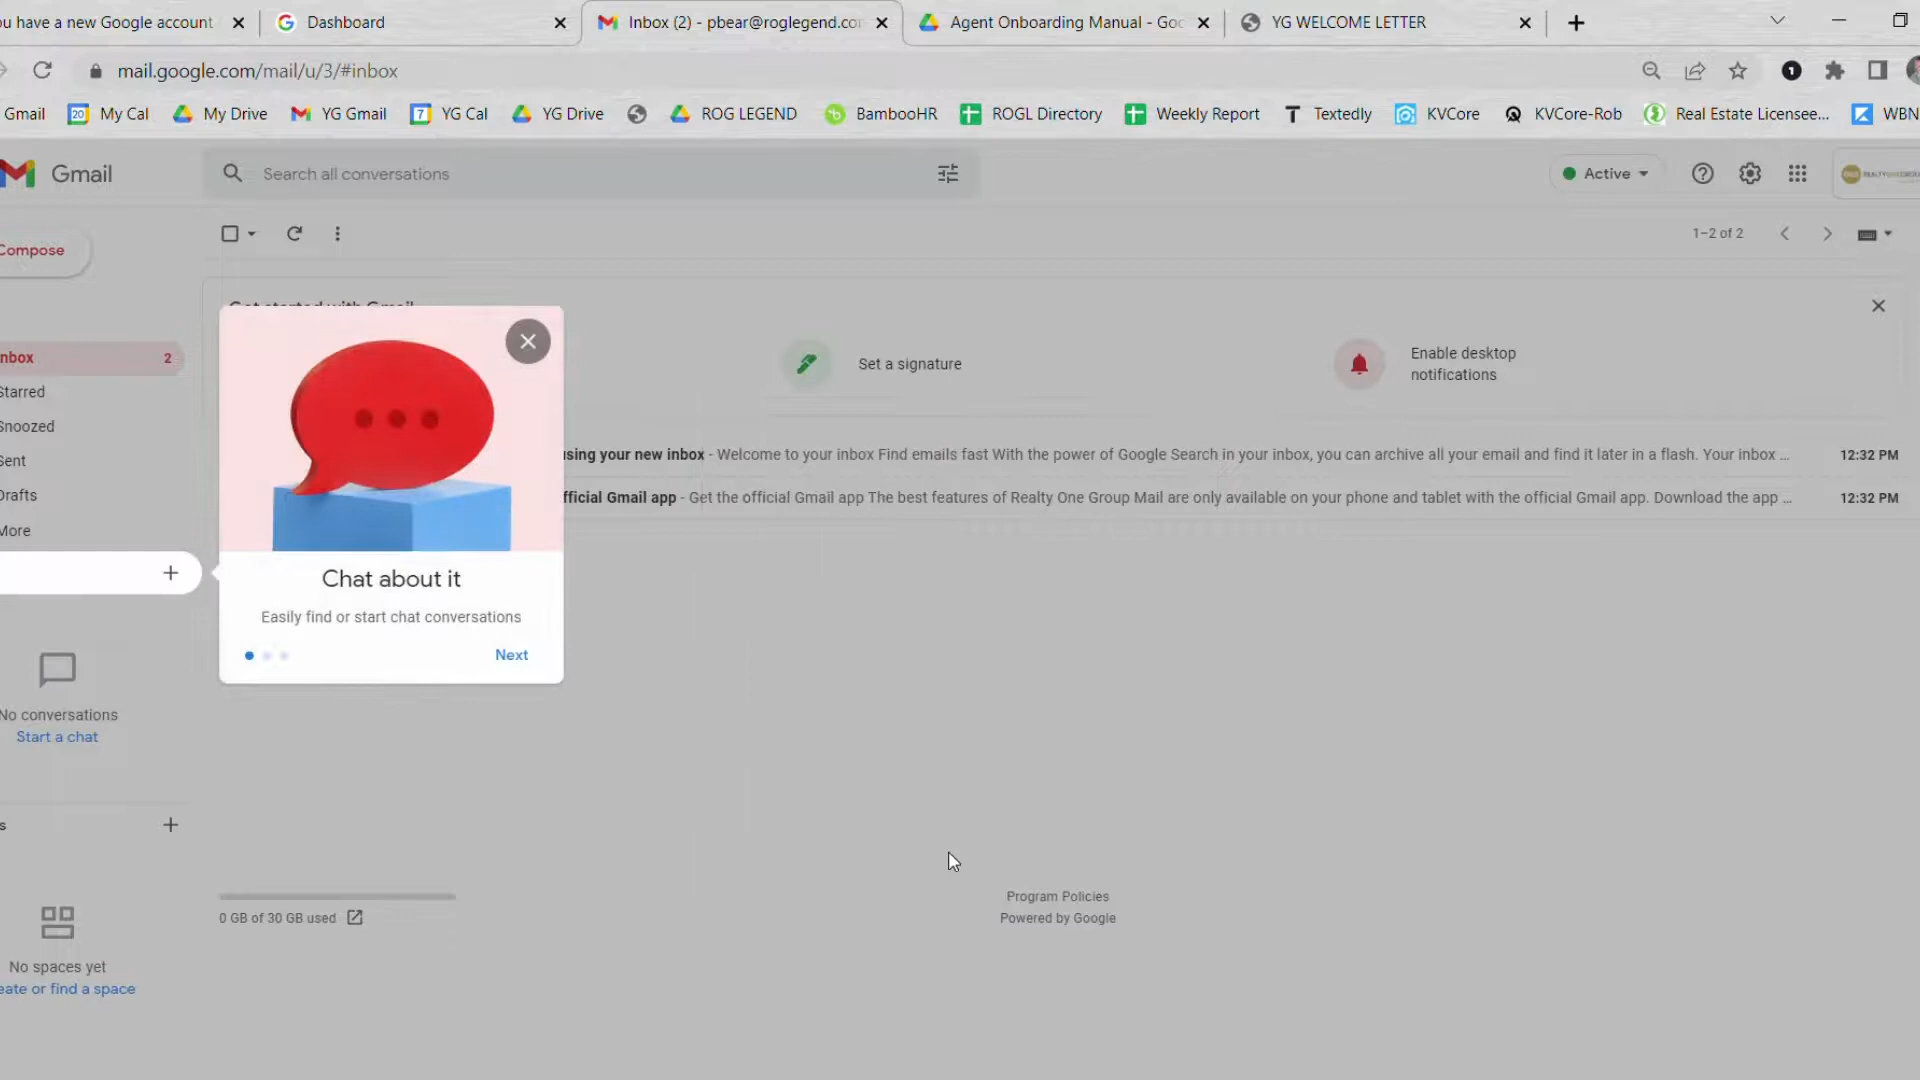 ou have a new Google account
Dashboard
Inbox (2) - pbear@roglegend.co
Agent Onboarding Manual - Goo
YG WELCOME LETTER
mail.google.com/mail/u/3/#inbox
1
Gmail
20
My Cal
My Drive
YG Gmail
7
YG Cal
YG Drive
ROG LEGEND
BambooHR
ROGL Directory
Weekly Report
Textedly
KVCore
KVCore-Rob
Real Estate Licensee...
WBN
Gmail
Search all conversations
Active
Compose
1–2 of 2
Get started with Gmail
nbox
2
Starred
Snoozed
Sent
Drafts
More
Set a signature
Enable desktop
notifications
using your new inbox - Welcome to your inbox Find emails fast With the power of Google Search in your inbox, you can archive all your email and find it later in a flash. Your inbox ...
12:32 PM
fficial Gmail app - Get the official Gmail app The best features of Realty One Group Mail are only available on your phone and tablet with the official Gmail app. Download the app ...
12:32 PM
Chat about it
Easily find or start chat conversations
Next
No conversations
Start a chat
s
No spaces yet
eate or find a space
0 GB of 30 GB used
Program Policies
Powered by Google